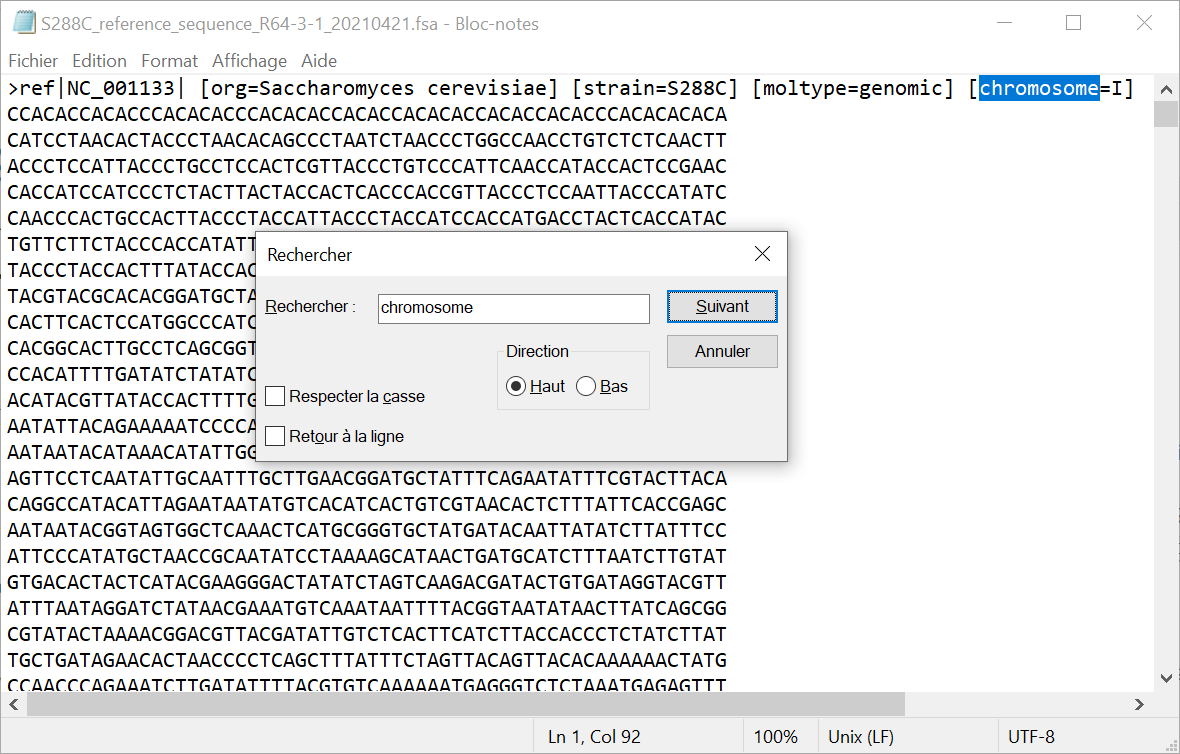 S288C_reference_sequence_R64-3-1_20210421.fsa - Bloc-notes
Fichier Edition Format Affichage Aide
>ref|NC_001133| [org=Saccharomyces cerevisiae] [strain=S288C] [moltype=genomic] [chromosome=I]
CCACACCACACCCACACACCCACACACCACACCACACACCACACCACACCCACACACACA
CATCCTAACACTACCCTAACACAGCCCTAATCTAACCCTGGCCAACCTGTCTCTCAACTT
ACCCTCCATTACCCTGCCTCCACTCGTTACCCTGTCCCATTCAACCATACCACTCCGAAC
CACCATCCATCCCTCTACTTACTACCACTCACCCACCGTTACCCTCCAATTACCCATATC
CAACCCACTGCCACTTACCCTACCATTACCCTACCATCCACCATGACCTACTCACCATAC
TGTTCTTCTACCCACCATATT
TACCCTACCACTTTATACCAC
TACGTACGCACACGGATGCTA
CACTTCACTCCATGGCCCATC
CACGGCACTTGCCTCAGCGGT
CCACATTTTGATATCTATATC
ACATACGTTATACCACTTTTG
AATATTACAGAAAAATCCCCA
AATAATACATAAACATATTGG
Rechercher
Rechercher :
chromosome
Suivant
Annuler
Direction
Haut Bas
Respecter la casse
Retour à la ligne
AGTTCCTCAATATTGCAATTTGCTTGAACGGATGCTATTTCAGAATATTTCGTACTTACA
CAGGCCATACATTAGAATAATATGTCACATCACTGTCGTAACACTCTTTATTCACCGAGC
AATAATACGGTAGTGGCTCAAACTCATGCGGGTGCTATGATACAATTATATCTTATTTCC
ATTCCCATATGCTAACCGCAATATCCTAAAAGCATAACTGATGCATCTTTAATCTTGTAT
GTGACACTACTCATACGAAGGGACTATATCTAGTCAAGACGATACTGTGATAGGTACGTT
ATTTAATAGGATCTATAACGAAATGTCAAATAATTTTACGGTAATATAACTTATCAGCGG
CGTATACTAAAACGGACGTTACGATATTGTCTCACTTCATCTTACCACCCTCTATCTTAT
TGCTGATAGAACACTAACCCCTCAGCTTTATTTCTAGTTACAGTTACACAAAAAACTATG
CCAACCCAGAAATCTTGATATTTTACGTGTCAAAAAATGAGGGTCTCTAAATGAGAGTTT
Ln 1, Col 92
100%
Unix (LF)
UTF-8